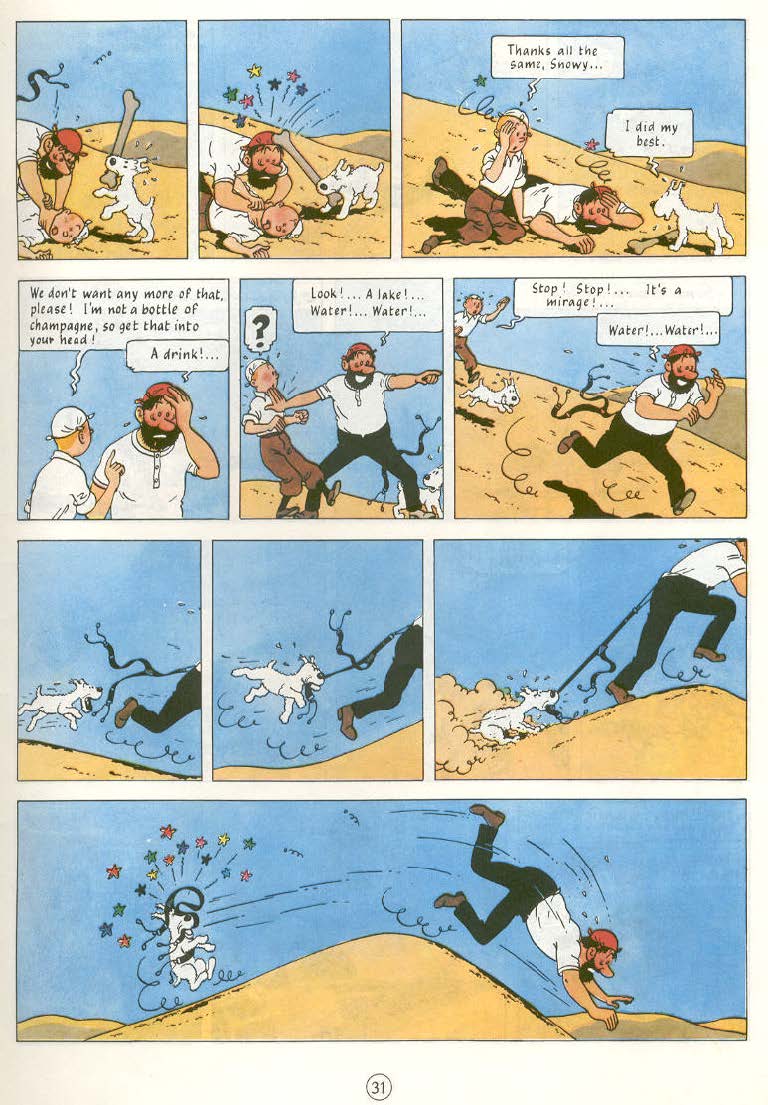 Thanks all the
same, Snowy...
I did my
best.
We don't want any more of that,
please! I'm not a bottle of
champagne, so get that into
your head!
A drink!...
?
Look!... A lake!...
Water!... Water!...
Stop! Stop!... It's a
mirage!...
Water!...Water!...
31